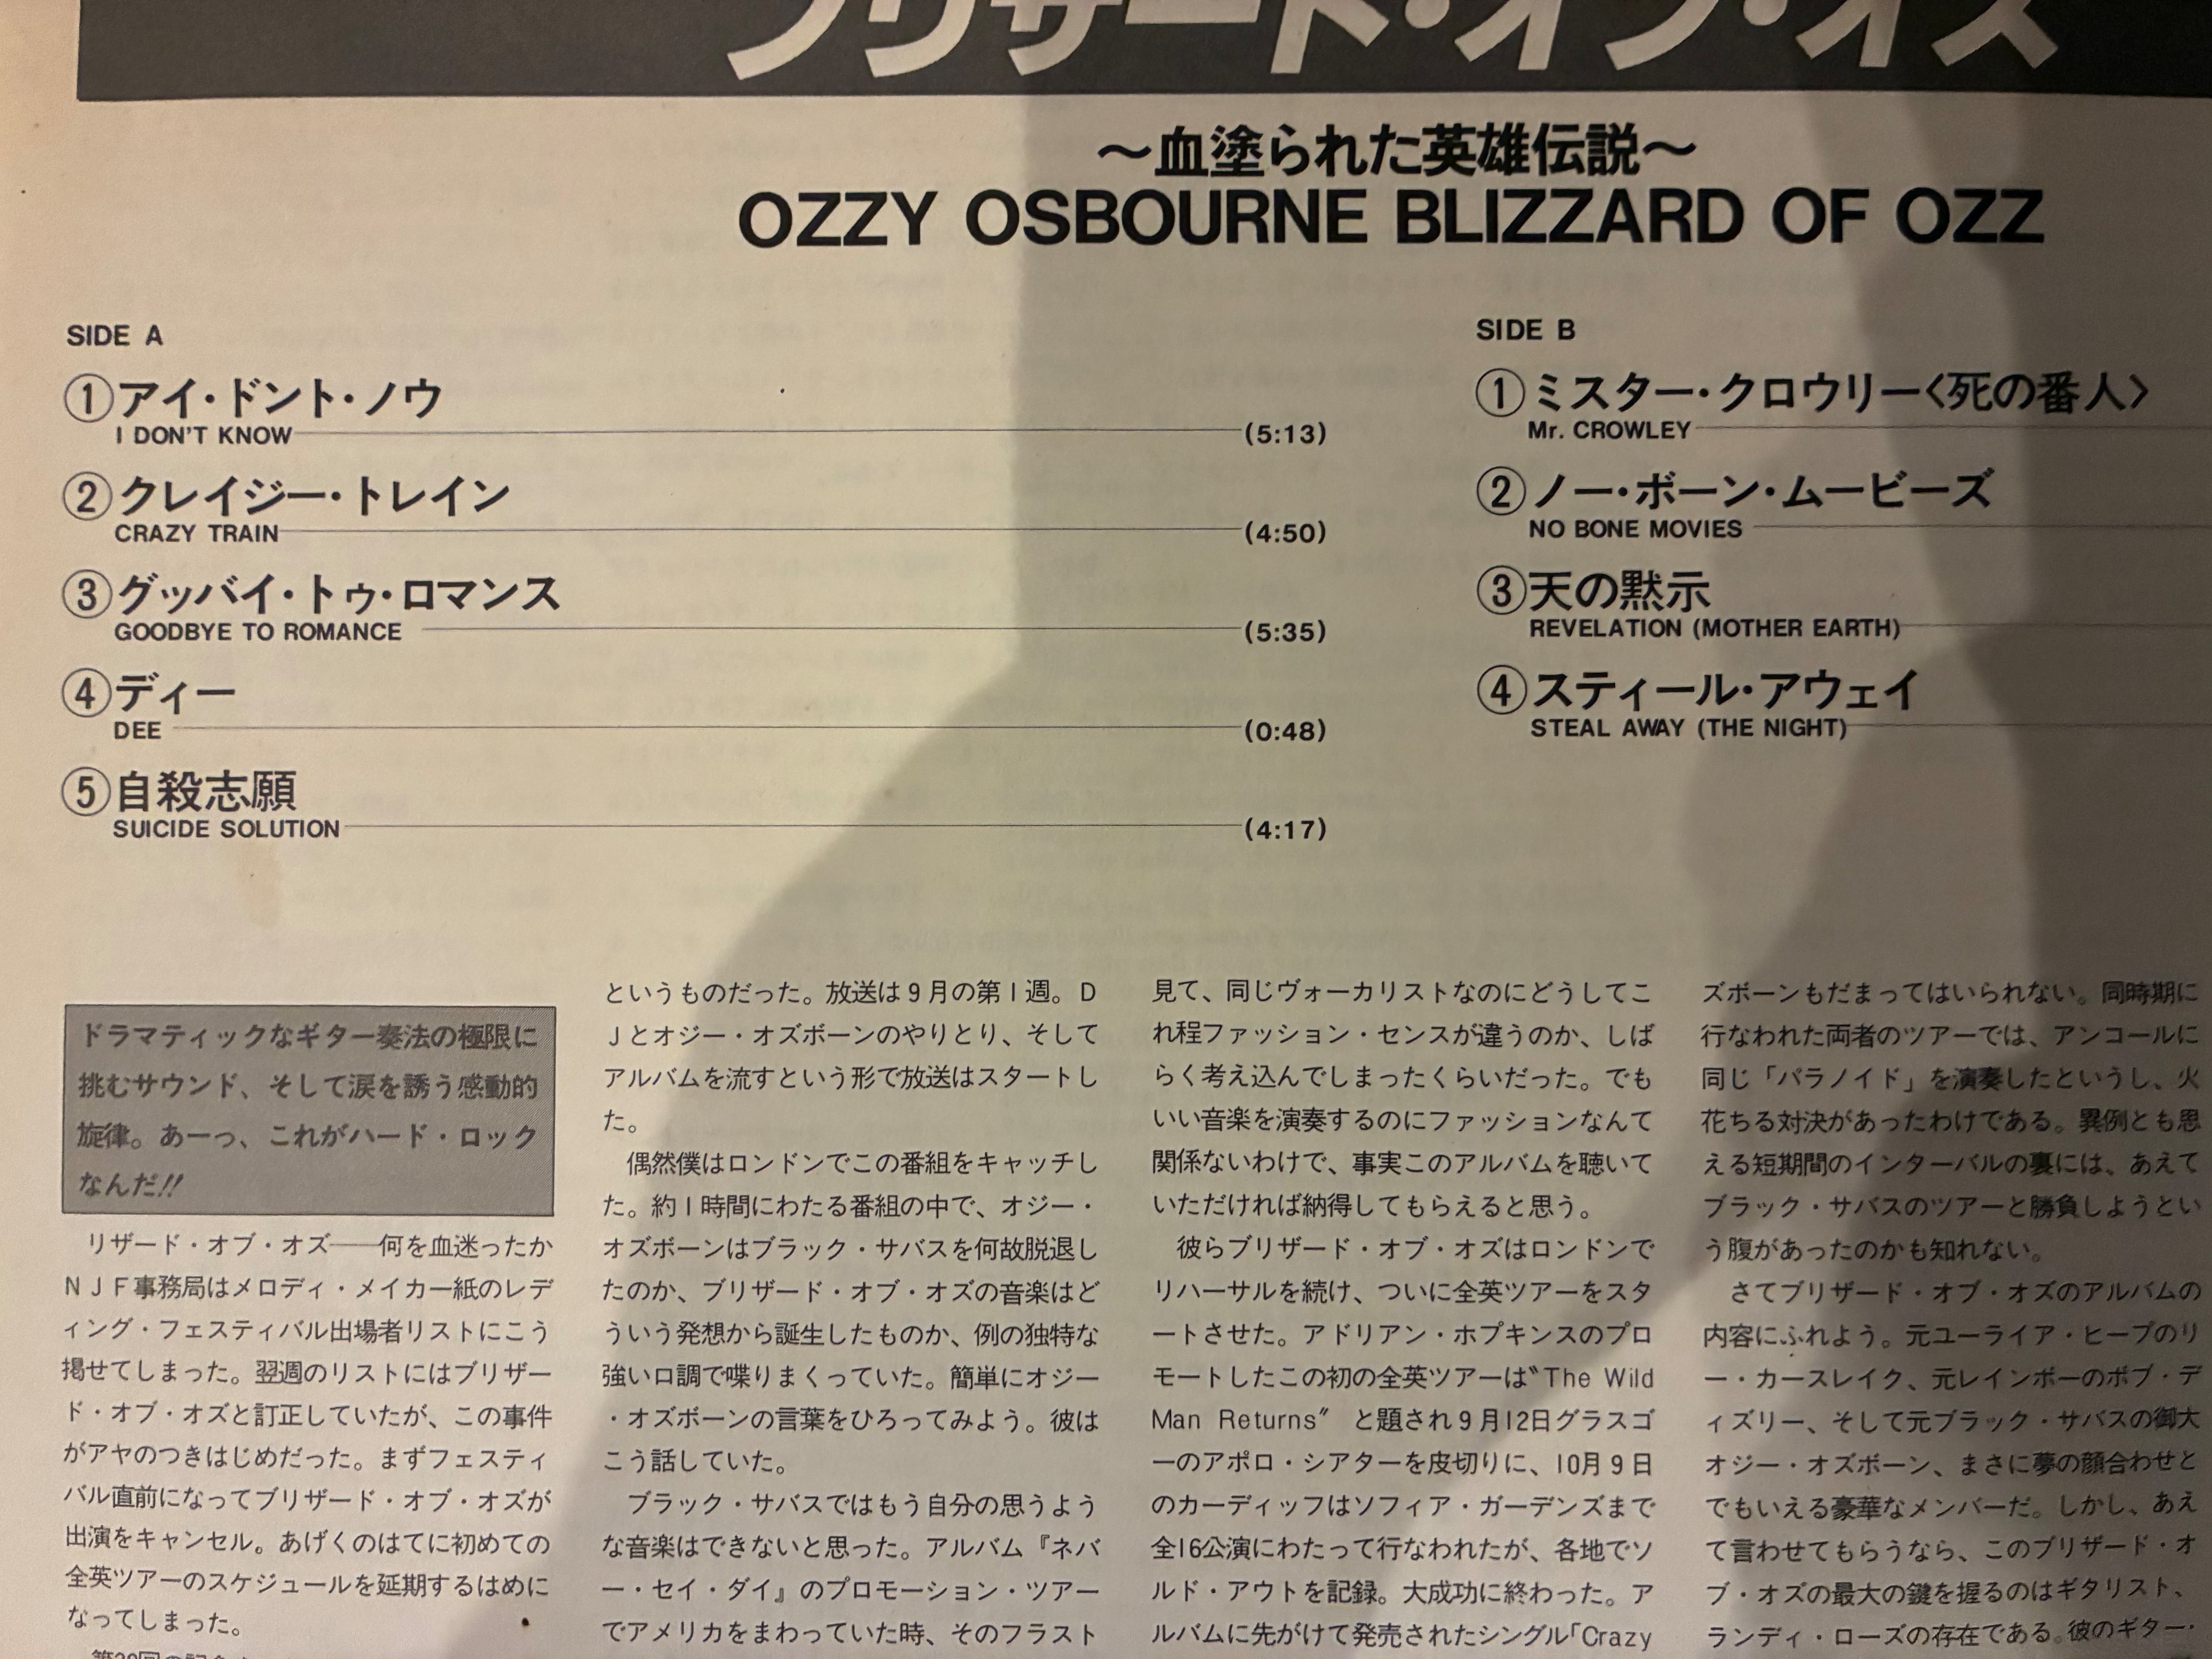 ブリザード・オブ・オズ
〜血塗られた英雄伝説〜
OZZY OSBOURNE BLIZZARD OF OZZ
SIDE A
①アイ・ドント・ノウ
I DON'T KNOW (5:13)
②クレイジー・トレイン
CRAZY TRAIN (4:50)
③グッバイ・トゥ・ロマンス
GOODBYE TO ROMANCE (5:35)
④ディー
DEE (0:48)
⑤自殺志願
SUICIDE SOLUTION (4:17)
SIDE B
①ミスター・クロウリー〈死の番人〉
Mr. CROWLEY
②ノー・ボーン・ムービーズ
NO BONE MOVIES
③天の黙示
REVELATION (MOTHER EARTH)
④スティール・アウェイ
STEAL AWAY (THE NIGHT)
ドラマティックなギター奏法の極限に
挑むサウンド、そして涙を誘う感動的
旋律。あーっ、これがハード・ロック
なんだ!!
リザード・オブ・オズ──何を血迷ったか
NJF事務局はメロディ・メイカー紙のレデ
ィング・フェスティバル出場者リストにこう
掲せてしまった。翌週のリストにはブリザー
ド・オブ・オズと訂正していたが、この事件
がアヤのつきはじめだった。まずフェスティ
バル直前になってブリザード・オブ・オズが
出演をキャンセル。あげくのはてに初めての
全英ツアーのスケジュールを延期するはめに
なってしまった。
というものだった。放送は9月の第1週。D
Jとオジー・オズボーンのやりとり、そして
アルバムを流すという形で放送はスタートし
た。
偶然僕はロンドンでこの番組をキャッチし
た。約1時間にわたる番組の中で、オジー・
オズボーンはブラック・サバスを何故脱退し
たのか、ブリザード・オブ・オズの音楽はど
ういう発想から誕生したものか、例の独特な
強い口調で喋りまくっていた。簡単にオジー
・オズボーンの言葉をひろってみよう。彼は
こう話していた。
ブラック・サバスではもう自分の思うよう
な音楽はできないと思った。アルバム『ネバ
ー・セイ・ダイ』のプロモーション・ツアー
でアメリカをまわっていた時、そのフラスト
見て、同じヴォーカリストなのにどうしてこ
れ程ファッション・センスが違うのか、しば
らく考え込んでしまったくらいだった。でも
いい音楽を演奏するのにファッションなんて
関係ないわけで、事実このアルバムを聴いて
いただければ納得してもらえると思う。
彼らブリザード・オブ・オズはロンドンで
リハーサルを続け、ついに全英ツアーをスタ
ートさせた。アドリアン・ホプキンスのプロ
モートしたこの初の全英ツアーは〝The Wild
Man Returns〞と題され9月12日グラスゴ
ーのアポロ・シアターを皮切りに、10月9日
のカーディッフはソフィア・ガーデンズまで
全16公演にわたって行なわれたが、各地でソ
ルド・アウトを記録。大成功に終わった。ア
ルバムに先がけて発売されたシングル「Crazy
ズボーンもだまってはいられない。同時期に
行なわれた両者のツアーでは、アンコールに
同じ「パラノイド」を演奏したというし、火
花ちる対決があったわけである。異例とも思
える短期間のインターバルの裏には、あえて
ブラック・サバスのツアーと勝負しようとい
う腹があったのかも知れない。
さてブリザード・オブ・オズのアルバムの
内容にふれよう。元ユーライア・ヒープのリ
ー・カースレイク、元レインボーのボブ・デ
ィズリー、そして元ブラック・サバスの御大
オジー・オズボーン、まさに夢の顔合わせと
でもいえる豪華なメンバーだ。しかし、あえ
て言わせてもらうなら、このブリザード・オ
ブ・オズの最大の鍵を握るのはギタリスト、
ランディ・ローズの存在である。彼のギター・